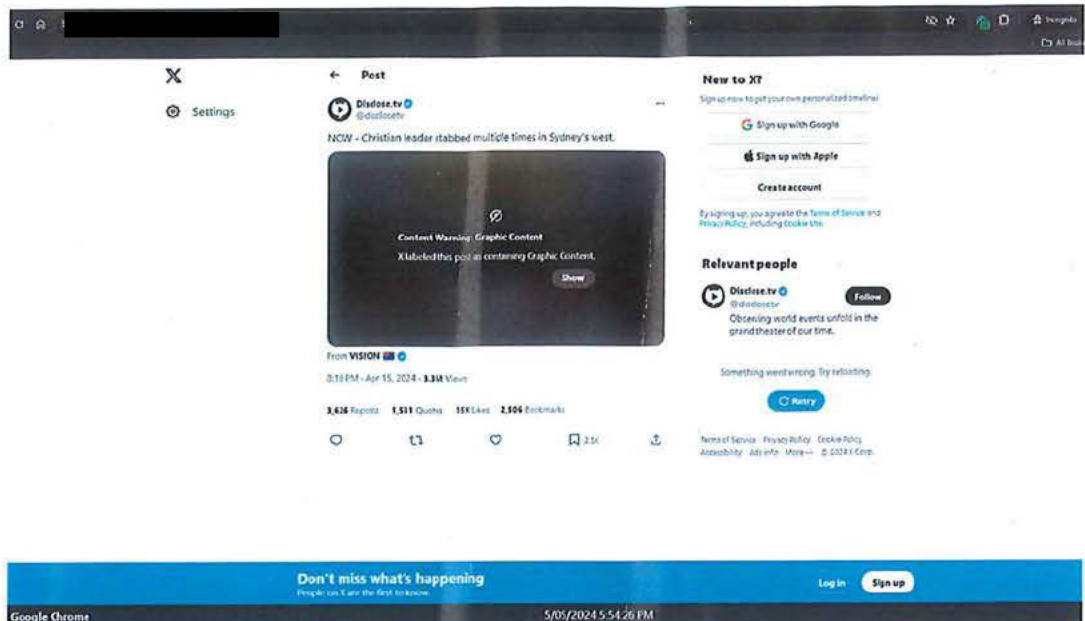 Incognito
All
X
Settings
← Post
Disclose.tv
@disclosetv
NOW - Christian leader stabbed multiple times in Sydney's west.
Content Warning: Graphic Content
X labeled this post as containing Graphic Content.
Show
From VISION
8:18 PM · Apr 15, 2024 · 3.3M Views
3,626 Reposts 1,531 Quotes 15K Likes 2,506 Bookmarks
2.5K
New to X?
Sign up now to get your own personalized timeline!
Sign up with Google
Sign up with Apple
Create account
By signing up, you agree to the Terms of Service and
Privacy Policy, including Cookie Use.
Relevant people
Disclose.tv
@disclosetv
Follow
Observing world events unfold in the
grand theater of our time.
Something went wrong. Try reloading.
Retry
Terms of Service Privacy Policy Cookie Policy
Accessibility Ads info More ··· © 2024 X Corp.
Don't miss what's happening
People on X are the first to know.
Log in
Sign up
Google Chrome
5/05/2024 5:54:26 PM